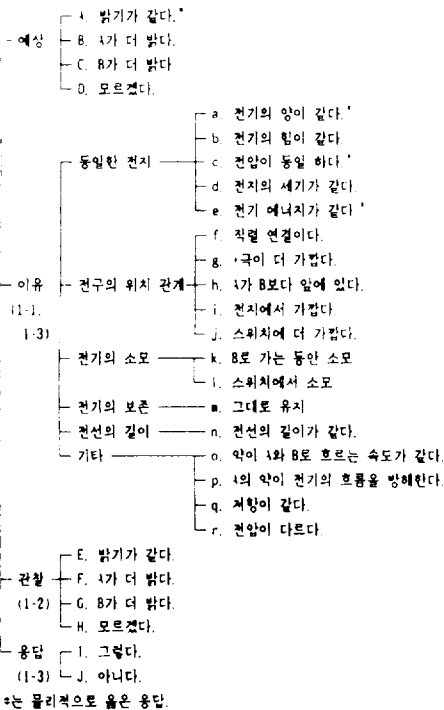 A. 밝기가 같다.*
예상 B. A가 더 밝다.
C. B가 더 밝다
D. 모르겠다.
a. 전기의 양이 같다.*
b. 전기의 힘이 같다.
동일한 전지 c. 전압이 동일 하다.*
d. 전지의 세기가 같다.
e. 전기 에너지가 같다*
f. 직렬 연결이다.
g. +극이 더 가깝다.
이유 전구의 위치 관계 h. A가 B보다 앞에 있다.
(1-1, i. 전지에서 가깝다.
1-3) j. 스위치에 더 가깝다.
전기의 소모 k. B로 가는 동안 소모
l. 스위치에서 소모
전기의 보존 m. 그대로 유지
전선의 길이 n. 전선의 길이가 같다.
기타 o. 약이 A와 B로 흐르는 속도가 같다.
p. A의 약이 전기의 흐름을 방해한다.
q. 저항이 같다.
r. 전압이 다르다.
E. 밝기가 같다.
관찰 F. A가 더 밝다.
(1-2) G. B가 더 밝다.
H. 모르겠다.
응답 I. 그렇다.
(1-3) J. 아니다.
*는 물리적으로 옳은 응답.